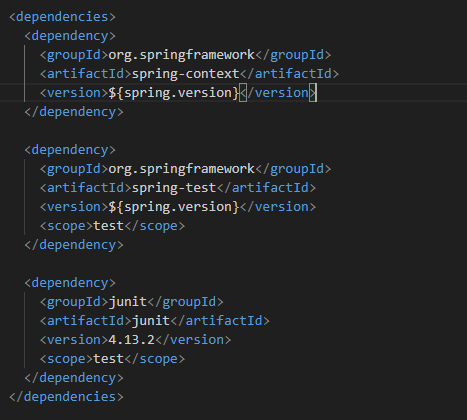 <dependencies>
<dependency>
<groupId>org.springframework</groupId>
<artifactId>spring-context</artifactId>
<version>${spring.version}</version>
</dependency>
<dependency>
<groupId>org.springframework</groupId>
<artifactId>spring-test</artifactId>
<version>${spring.version}</version>
<scope>test</scope>
</dependency>
<dependency>
<groupId>junit</groupId>
<artifactId>junit</artifactId>
<version>4.13.2</version>
<scope>test</scope>
</dependency>
</dependencies>